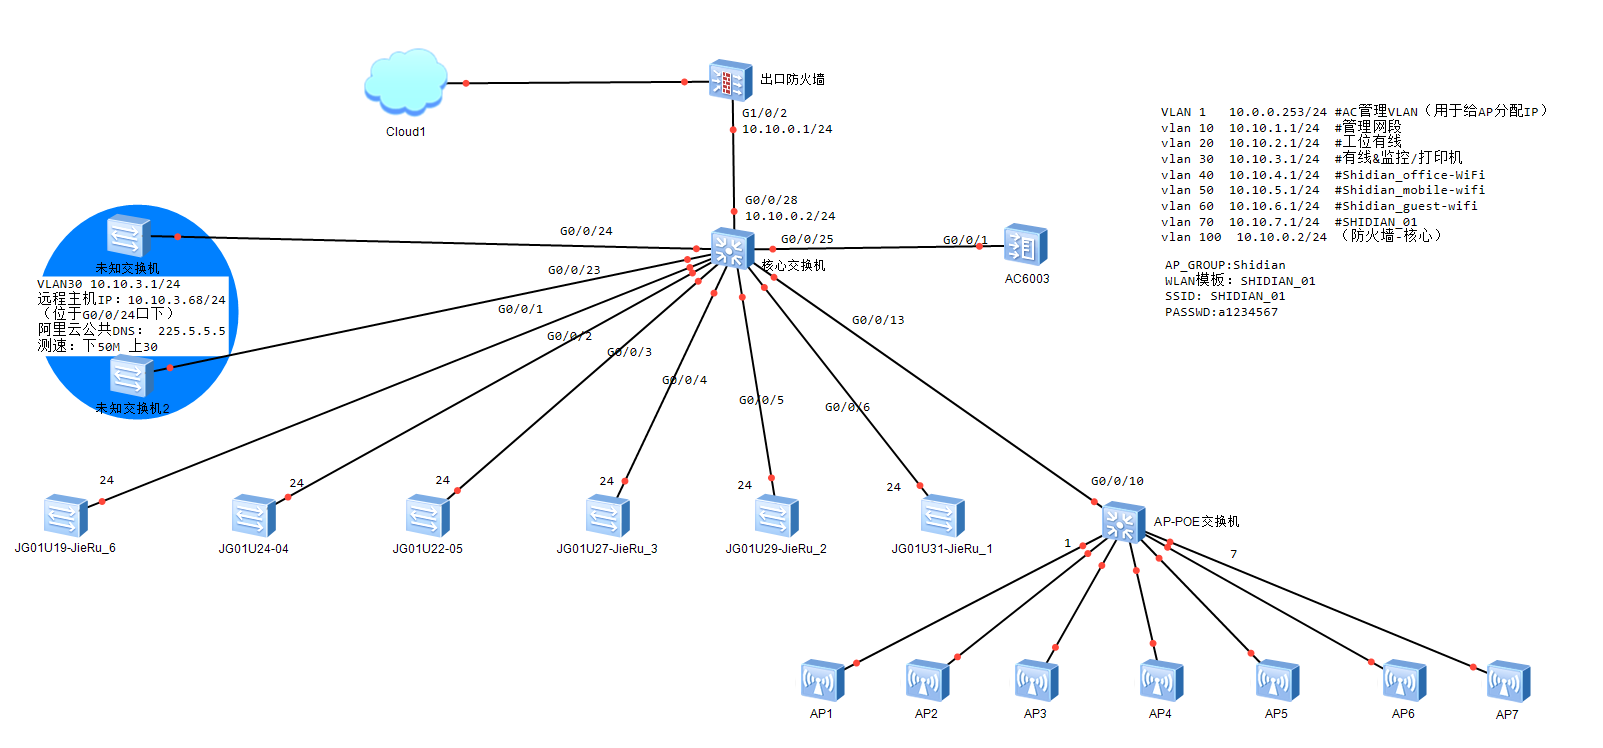 Cloud1
出口防火墙
G1/0/2
10.10.0.1/24
VLAN 1   10.0.0.253/24 #AC管理VLAN（用于给AP分配IP）
vlan 10  10.10.1.1/24  #管理网段
vlan 20  10.10.2.1/24  #工位有线
vlan 30  10.10.3.1/24  #有线&监控/打印机
vlan 40  10.10.4.1/24  #Shidian_office-WiFi
vlan 50  10.10.5.1/24  #Shidian_mobile-wifi
vlan 60  10.10.6.1/24  #Shidian_guest-wifi
vlan 70  10.10.7.1/24  #SHIDIAN_01
vlan 100  10.10.0.2/24 （防火墙-核心）
AP_GROUP:Shidian
WLAN模板：SHIDIAN_01
SSID：SHIDIAN_01
PASSWD:a1234567
G0/0/28
10.10.0.2/24
G0/0/24
G0/0/25
G0/0/1
核心交换机
AC6003
未知交换机
VLAN30 10.10.3.1/24
远程主机IP：10.10.3.68/24
（位于G0/0/24口下）
阿里云公共DNS： 225.5.5.5
测速：下50M 上30
未知交换机2
G0/0/23
G0/0/1
G0/0/2
G0/0/3
G0/0/4
G0/0/5
G0/0/6
G0/0/13
24
24
24
24
24
24
G0/0/10
JG01U19-JieRu_6
JG01U24-04
JG01U22-05
JG01U27-JieRu_3
JG01U29-JieRu_2
JG01U31-JieRu_1
AP-POE交换机
1
7
AP1
AP2
AP3
AP4
AP5
AP6
AP7